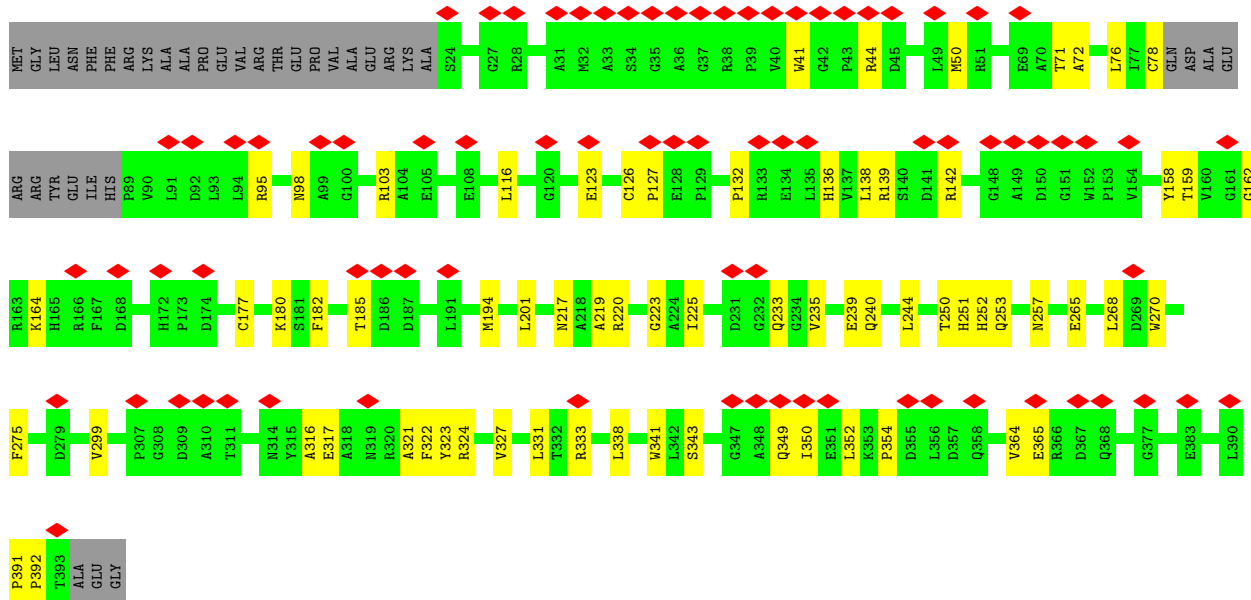 MET GLY LEU ASN PHE PHE ARG LYS ALA ALA PRO GLU VAL ARG THR GLU PRO VAL ALA GLU ARG LYS ALA S24 G27 R28 A31 M32 A33 S34 G35 A36 G37 R38 P39 V40 W41 G42 P43 R44 D45 L49 M50 R51 E69 A70 T71 A72 L76 I77 C78 GLN ASP ALA GLU
ARG ARG TYR GLU ILE HIS P89 V90 L91 D92 L93 L94 R95 N98 A99 G100 R103 A104 E105 E108 L116 G120 E123 C126 P127 E128 P129 P132 R133 E134 L135 H136 V137 L138 R139 S140 D141 R142 G148 A149 D150 G151 W152 P153 V154 Y158 T159 V160 G161 G162
R163 K164 H165 R166 F167 D168 H172 P173 D174 C177 K180 S181 F182 T185 D186 D187 L191 M194 L201 N217 A218 A219 R220 G223 A224 I225 D231 G232 Q233 G234 V235 E239 Q240 L244 T250 H251 H252 Q253 N257 E265 L268 D269 W270
F275 D279 V299 P307 G308 D309 A310 T311 N314 Y315 A316 E317 A318 N319 R320 A321 F322 Y323 R324 V327 L331 T332 R333 L338 W341 L342 S343 G347 A348 Q349 I350 E351 L352 K353 P354 D355 L356 D357 Q358 V364 E365 R366 D367 Q368 G377 E383 L390
P391 P392 T393 ALA GLU GLY